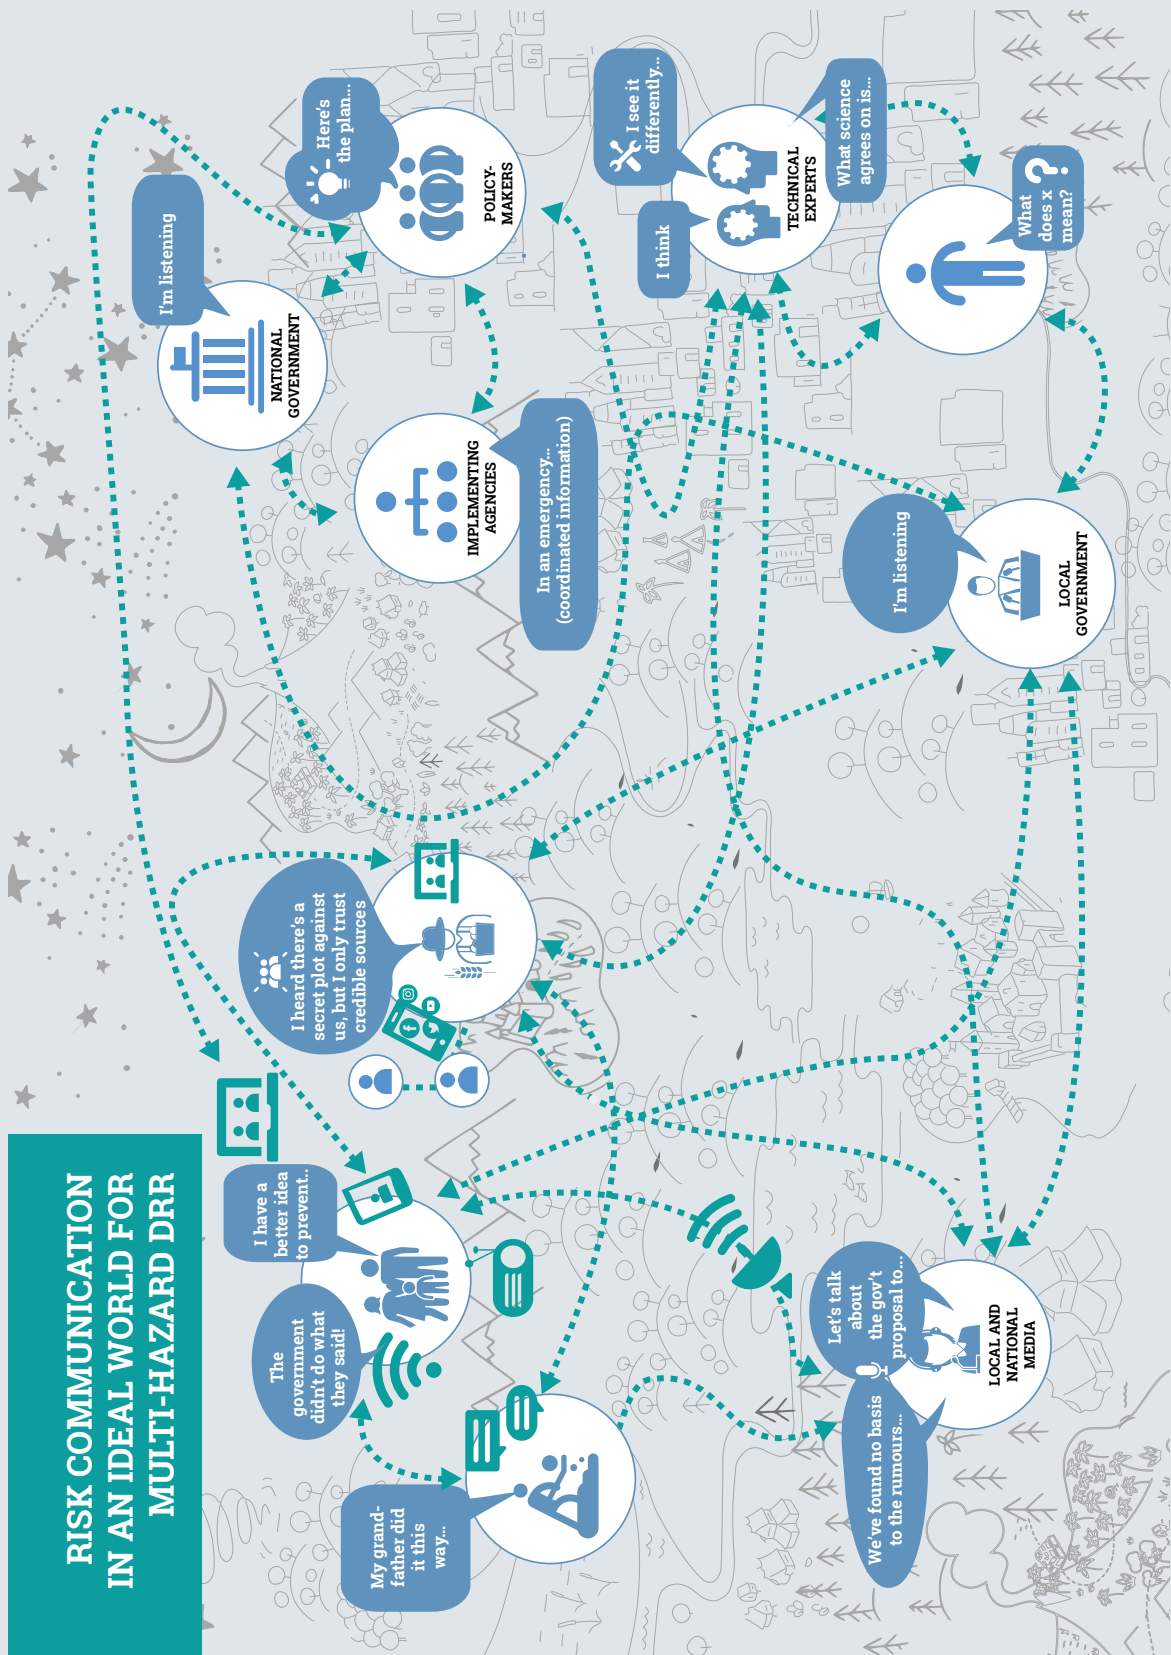 RISK COMMUNICATION
IN AN IDEAL WORLD FOR
MULTI-HAZARD DRR
I have a
better idea
to prevent..
The
government
didn't do what
they said!
My grand-
father did
it this
way...
I heard there's a
secret plot against
us, but I only trust
credible sources
I'm listening
NATIONAL
GOVERNMENT
Here's
the plan...
POLICY-
MAKERS
IMPLEMENTING
AGENCIES
In an emergency...
(coordinated information)
I see it
differently...
I think
TECHNICAL
EXPERTS
What science
agrees on is...
What
does x
mean?
I'm listening
LOCAL
GOVERNMENT
Let's talk
about
the gov't
proposal to...
We've found no basis
to the rumours...
LOCAL AND
NATIONAL
MEDIA